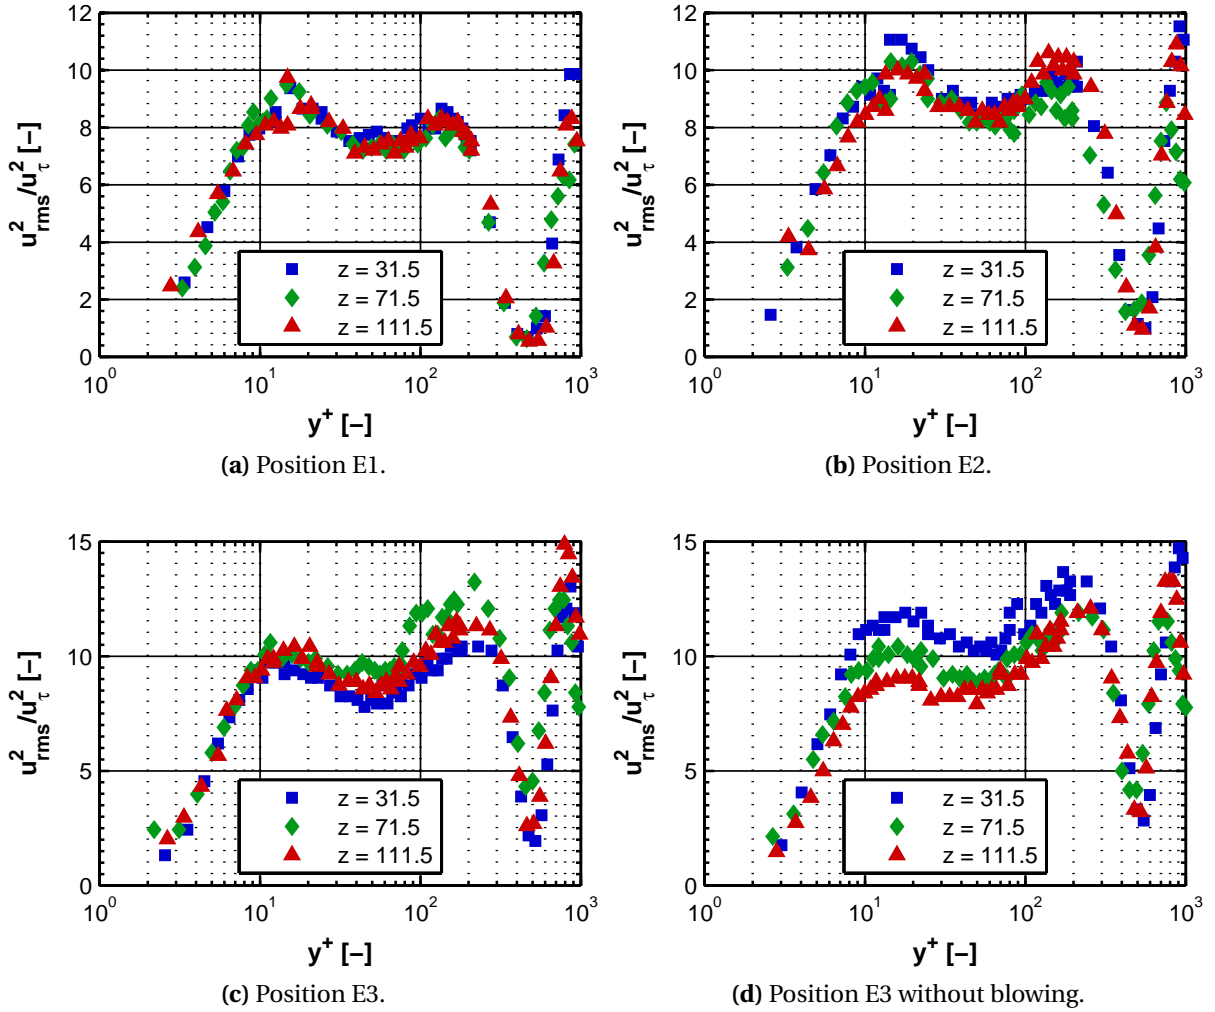 12
10
8
6
4
2
0
u²rms/u²τ [–]
z = 31.5
z = 71.5
z = 111.5
10⁰ 10¹ 10² 10³
y⁺ [–]
(a) Position E1.
12
10
8
6
4
2
0
u²rms/u²τ [–]
z = 31.5
z = 71.5
z = 111.5
10⁰ 10¹ 10² 10³
y⁺ [–]
(b) Position E2.
15
10
5
0
u²rms/u²τ [–]
z = 31.5
z = 71.5
z = 111.5
10⁰ 10¹ 10² 10³
y⁺ [–]
(c) Position E3.
15
10
5
0
u²rms/u²τ [–]
z = 31.5
z = 71.5
z = 111.5
10⁰ 10¹ 10² 10³
y⁺ [–]
(d) Position E3 without blowing.